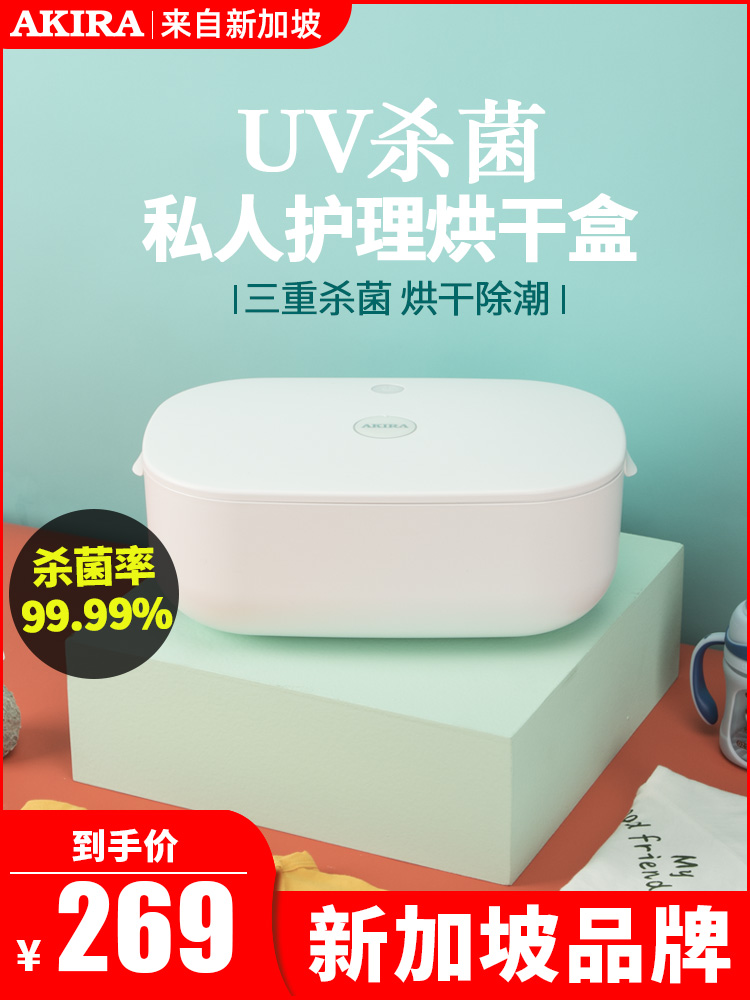 AKIRA 来自新加坡
UV杀菌
私人护理烘干盒
三重杀菌 烘干除潮
AKIRA
杀菌率
99.99%
My
friend
到手价
¥ 269
新加坡品牌